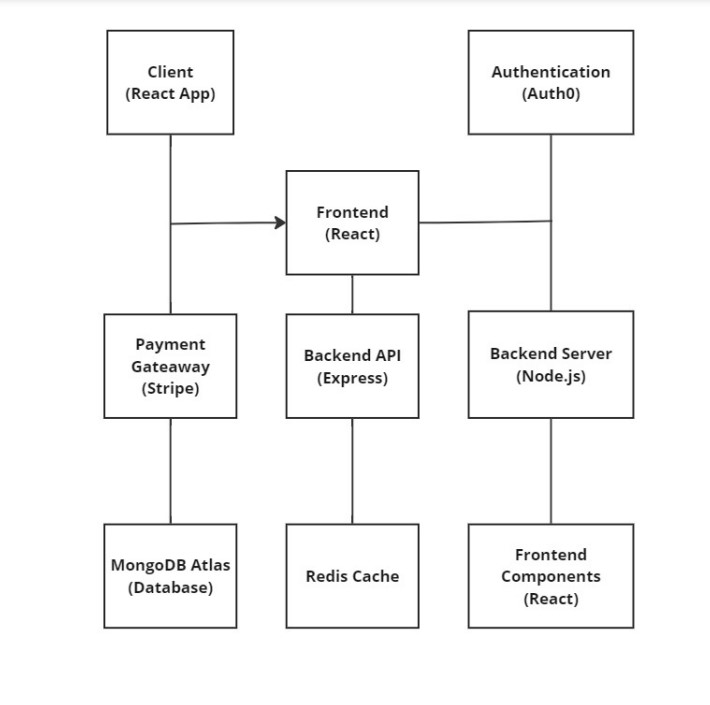 Client
(React App)
Authentication
(Auth0)
Frontend
(React)
Payment
Gateaway
(Stripe)
Backend API
(Express)
Backend Server
(Node.js)
MongoDB Atlas
(Database)
Redis Cache
Frontend
Components
(React)